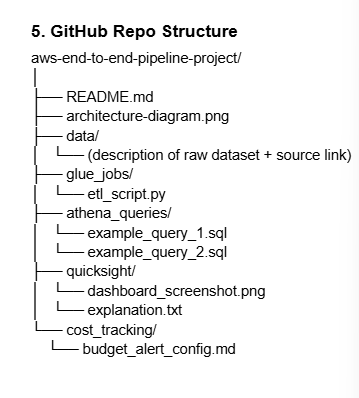 5. GitHub Repo Structure
aws-end-to-end-pipeline-project/
│
├── README.md
├── architecture-diagram.png
├── data/
│   └── (description of raw dataset + source link)
├── glue_jobs/
│   └── etl_script.py
├── athena_queries/
│   └── example_query_1.sql
│   └── example_query_2.sql
├── quicksight/
│   └── dashboard_screenshot.png
│   └── explanation.txt
└── cost_tracking/
    └── budget_alert_config.md